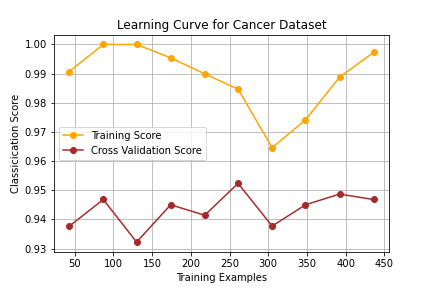 Learning Curve for Cancer Dataset
1.00
0.99
0.98
0.97
0.96
0.95
0.94
0.93
Classicication Score
Training Score
Cross Validation Score
50 100 150 200 250 300 350 400 450
Training Examples